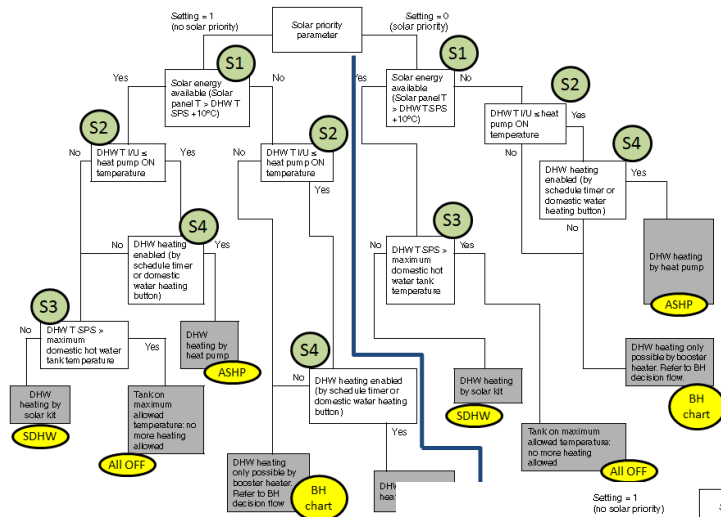 Setting = 1
(no solar priority)
Solar priority
parameter
Setting =0
(solar priority)
S1
S1
Yes
Solar energy
available (Solar
panel T > DHW T
SPS +10°C)
No
Yes
Solar energy
available (Solar
panel T > DHW T SPS
+10°C)
No
S2
S2
S2
No
DHW T I/U ≤
heat pump ON
temperature
Yes
No
DHW T I/U ≤
heat pump ON
temperature
Yes
DHW T I/U ≤ heat
pump ON
temperature
Yes
No
S4
DHW heating
enabled (by
schedule timer or
domestic water
heating button)
Yes
No
S4
No
DHW heating
enabled (by
schedule timer
or domestic
water heating
button)
Yes
S3
No
DHW T SPS >
maximum
domestic hot
water tank
temperature
Yes
DHW heating
by heat pump
ASHP
S3
No
DHW T SPS >
maximum
domestic hot water
tank temperature
Yes
DHW
heating by
heat pump
ASHP
S4
No
DHW heating enabled
(by schedule timer or
domestic water heating
button)
Yes
DHW heating only
possible by booster
heater. Refer to BH
decision flow.
BH
chart
DHW
heating by
solar kit
SDHW
Tank on
maximum
allowed
temperature: no
more heating
allowed
All OFF
DHW
heating by
solar kit
SDHW
Tank on maximum
allowed temperature:
no more heating
allowed
All OFF
DHW heating
only possible by
booster heater.
Refer to BH
decision flow
BH
chart
Setting = 1
(no solar priority)